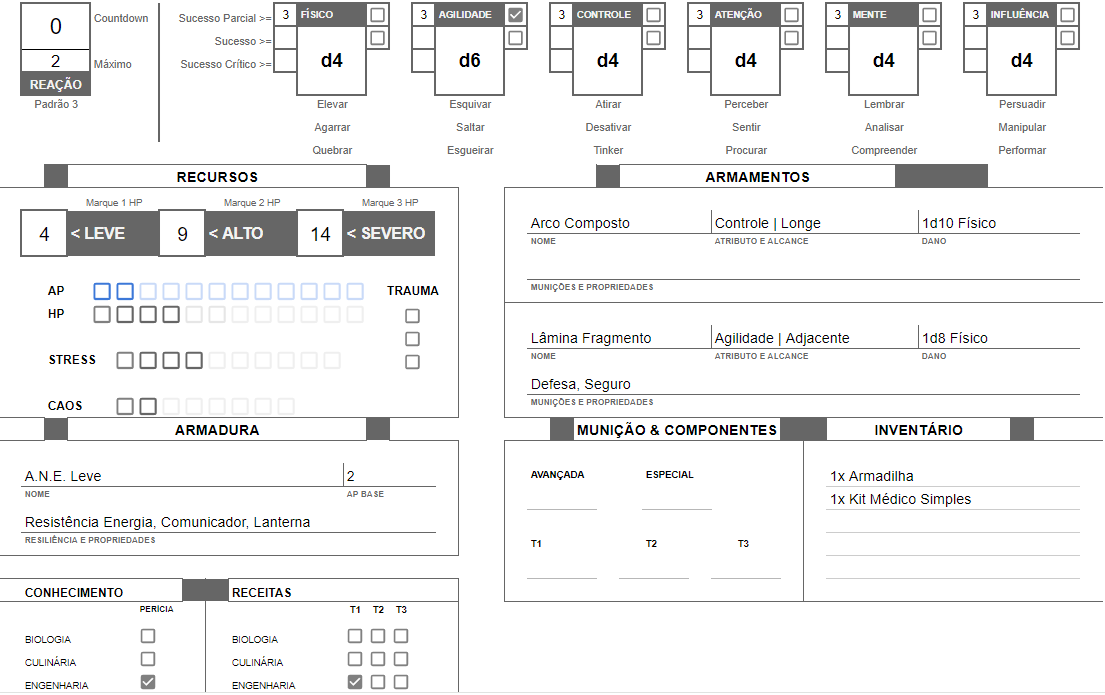 0 Countdown
2 Máximo
REAÇÃO
Padrão 3
Sucesso Parcial >=
Sucesso >=
Sucesso Crítico >=
3 FÍSICO
d4
Elevar
Agarrar
Quebrar
3 AGILIDADE
d6
Esquivar
Saltar
Esgueirar
3 CONTROLE
d4
Atirar
Desativar
Tinker
3 ATENÇÃO
d4
Perceber
Sentir
Procurar
3 MENTE
d4
Lembrar
Analisar
Compreender
3 INFLUÊNCIA
d4
Persuadir
Manipular
Performar
RECURSOS
Marque 1 HP Marque 2 HP Marque 3 HP
4 < LEVE 9 < ALTO 14 < SEVERO
AP TRAUMA
HP
STRESS
CAOS
ARMADURA
A.N.E. Leve 2
NOME AP BASE
Resistência Energia, Comunicador, Lanterna
RESILIÊNCIA E PROPRIEDADES
CONHECIMENTO
PERÍCIA
BIOLOGIA
CULINÁRIA
ENGENHARIA
RECEITAS
T1 T2 T3
BIOLOGIA
CULINÁRIA
ENGENHARIA
ARMAMENTOS
Arco Composto Controle | Longe 1d10 Físico
NOME ATRIBUTO E ALCANCE DANO
MUNIÇÕES E PROPRIEDADES
Lâmina Fragmento Agilidade | Adjacente 1d8 Físico
NOME ATRIBUTO E ALCANCE DANO
Defesa, Seguro
MUNIÇÕES E PROPRIEDADES
MUNIÇÃO & COMPONENTES
AVANÇADA ESPECIAL
T1 T2 T3
INVENTÁRIO
1x Armadilha
1x Kit Médico Simples